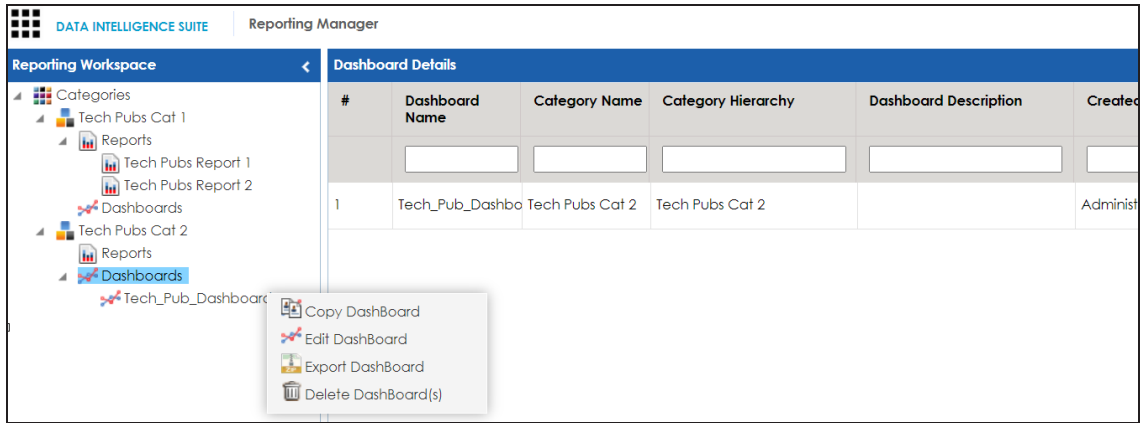 DATA INTELLIGENCE SUITE Reporting Manager
Reporting Workspace Dashboard Details
Categories
Tech Pubs Cat 1
Reports
Tech Pubs Report 1
Tech Pubs Report 2
Dashboards
Tech Pubs Cat 2
Reports
Dashboards
Tech_Pub_Dashboard
# Dashboard Name Category Name Category Hierarchy Dashboard Description Created
1 Tech_Pub_Dashbo Tech Pubs Cat 2 Tech Pubs Cat 2 Administ
Copy DashBoard
Edit DashBoard
Export DashBoard
Delete DashBoard(s)